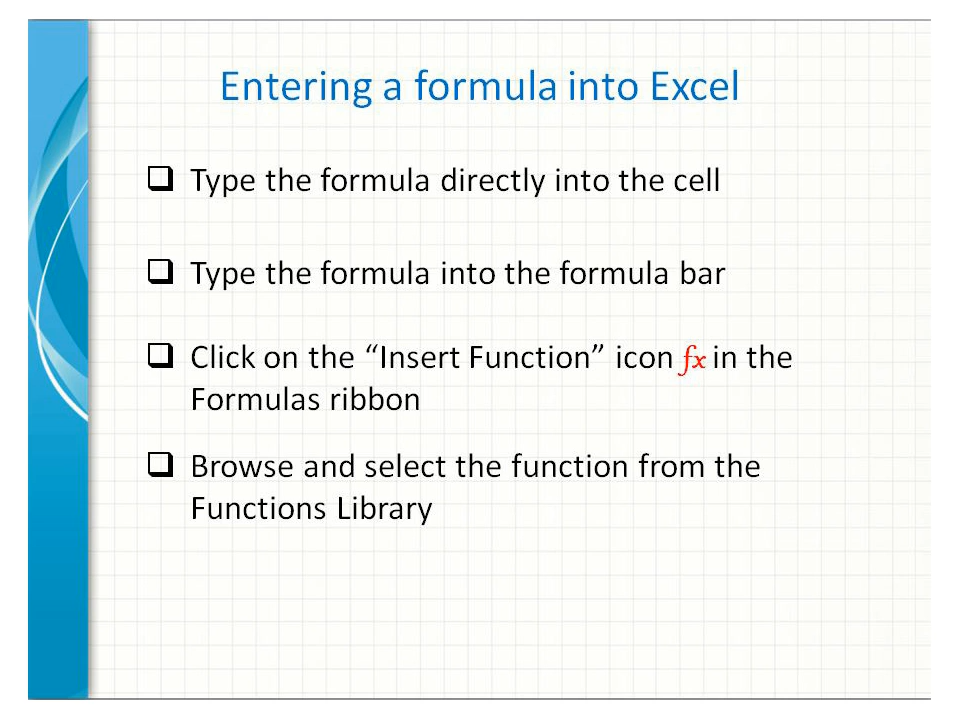 Entering a formula into Excel
Type the formula directly into the cell
Type the formula into the formula bar
Click on the “Insert Function” icon fx in the
Formulas ribbon
Browse and select the function from the
Functions Library